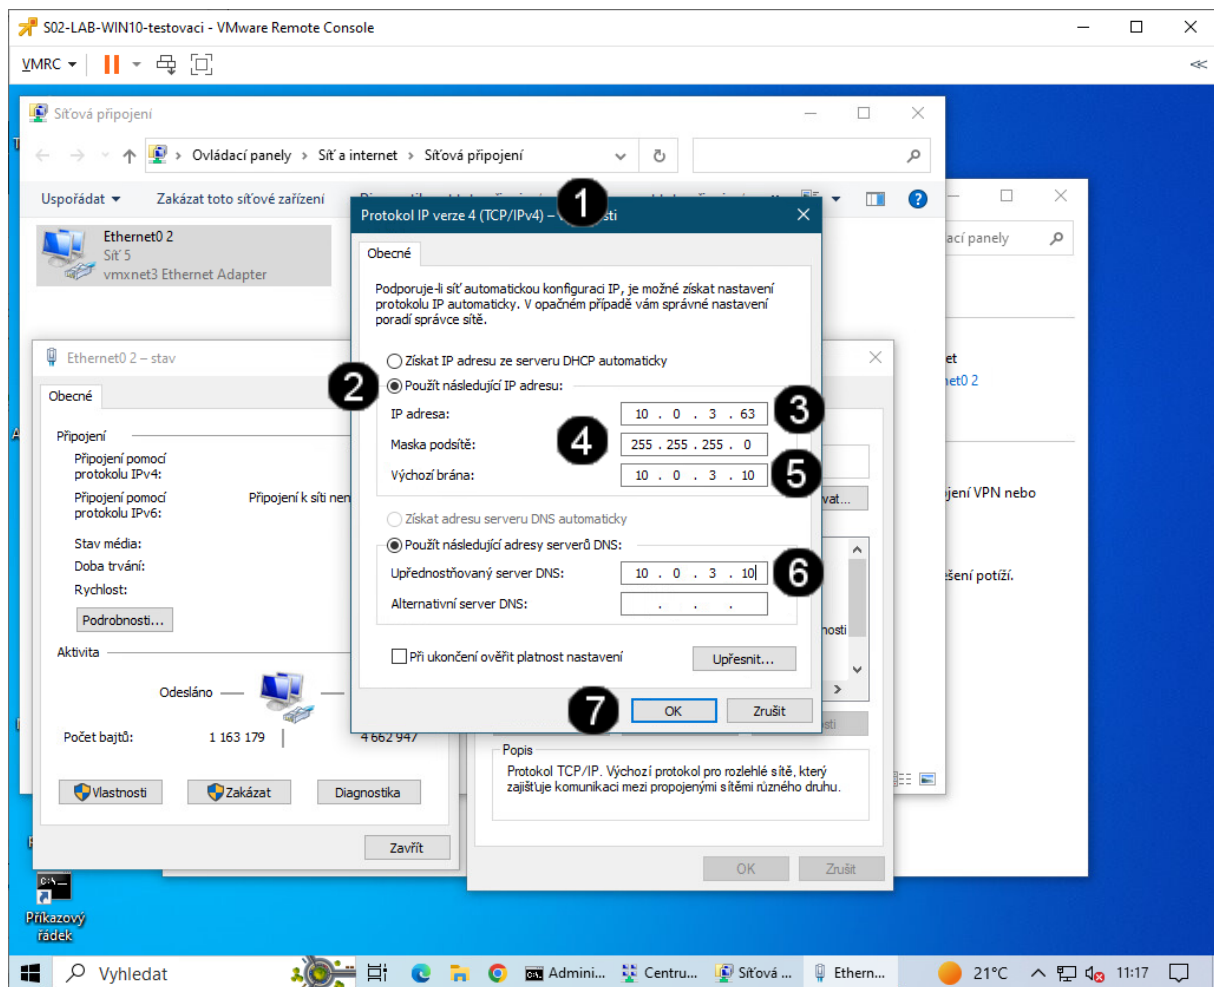 S02-LAB-WIN10-testovaci - VMware Remote Console
VMRC
Síťová připojení
Ovládací panely › Síť a internet › Síťová připojení
Uspořádat
Zakázat toto síťové zařízení
Ethernet0 2
Síť 5
vmxnet3 Ethernet Adapter
1
Protokol IP verze 4 (TCP/IPv4) –
Obecné
Podporuje-li síť automatickou konfiguraci IP, je možné získat nastavení
protokolu IP automaticky. V opačném případě vám správné nastavení
poradí správce sítě.
Získat IP adresu ze serveru DHCP automaticky
2
Použít následující IP adresu:
IP adresa:
10 . 0 . 3 . 63
3
Maska podsítě:
4
255 . 255 . 255 . 0
Výchozí brána:
10 . 0 . 3 . 10
5
Získat adresu serveru DNS automaticky
Použít následující adresy serverů DNS:
Upřednostňovaný server DNS:
10 . 0 . 3 . 10
6
Alternativní server DNS:
. . .
Při ukončení ověřit platnost nastavení
Upřesnit...
7
OK
Zrušit
Ethernet0 2 – stav
Obecné
Připojení
Připojení pomocí
protokolu IPv4:
Připojení pomocí
protokolu IPv6:
Připojení k síti
Stav média:
Doba trvání:
Rychlost:
Podrobnosti...
Aktivita
Odesláno
Počet bajtů:
1 163 179
4 662 947
Vlastnosti
Zakázat
Diagnostika
Zavřít
Popis
Protokol TCP/IP. Výchozí protokol pro rozlehlé sítě, který
zajišťuje komunikaci mezi propojenými sítěmi různého druhu.
OK
Zrušit
ací panely
et
net0 2
jení VPN nebo
ešení potíží.
Příkazový
řádek
Vyhledat
Admini...
Centru...
Síťová ...
Ethern...
21°C
11:17